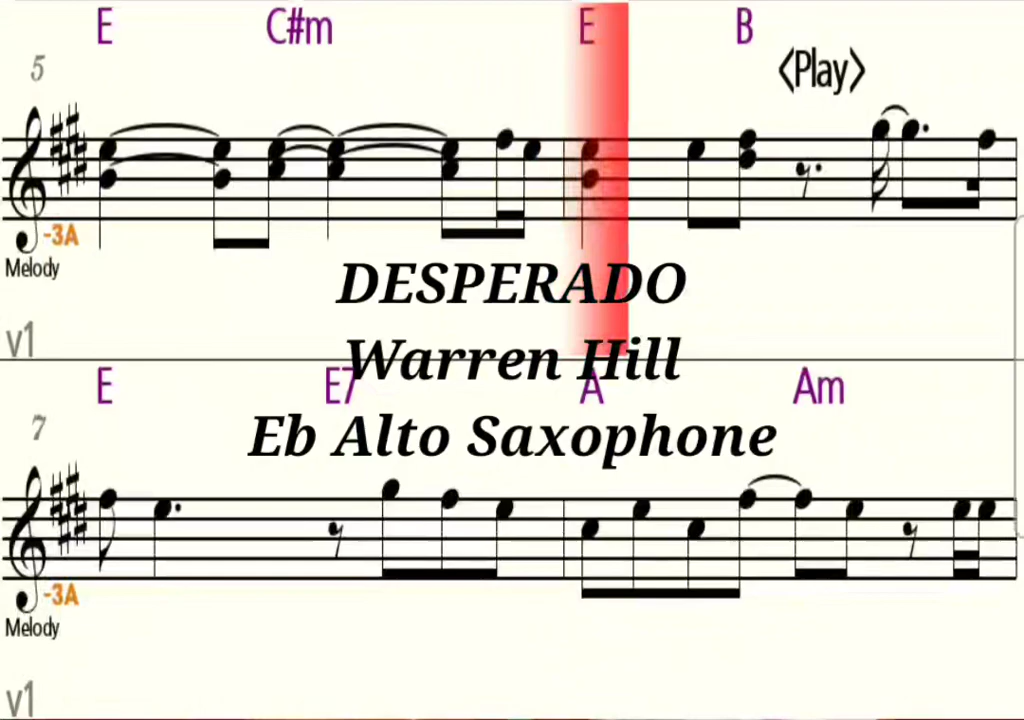 E C#m E B
<Play>
5
-3A
Melody
DESPERADO
v1
Warren Hill
E E7 A Am
7
Eb Alto Saxophone
-3A
Melody
v1